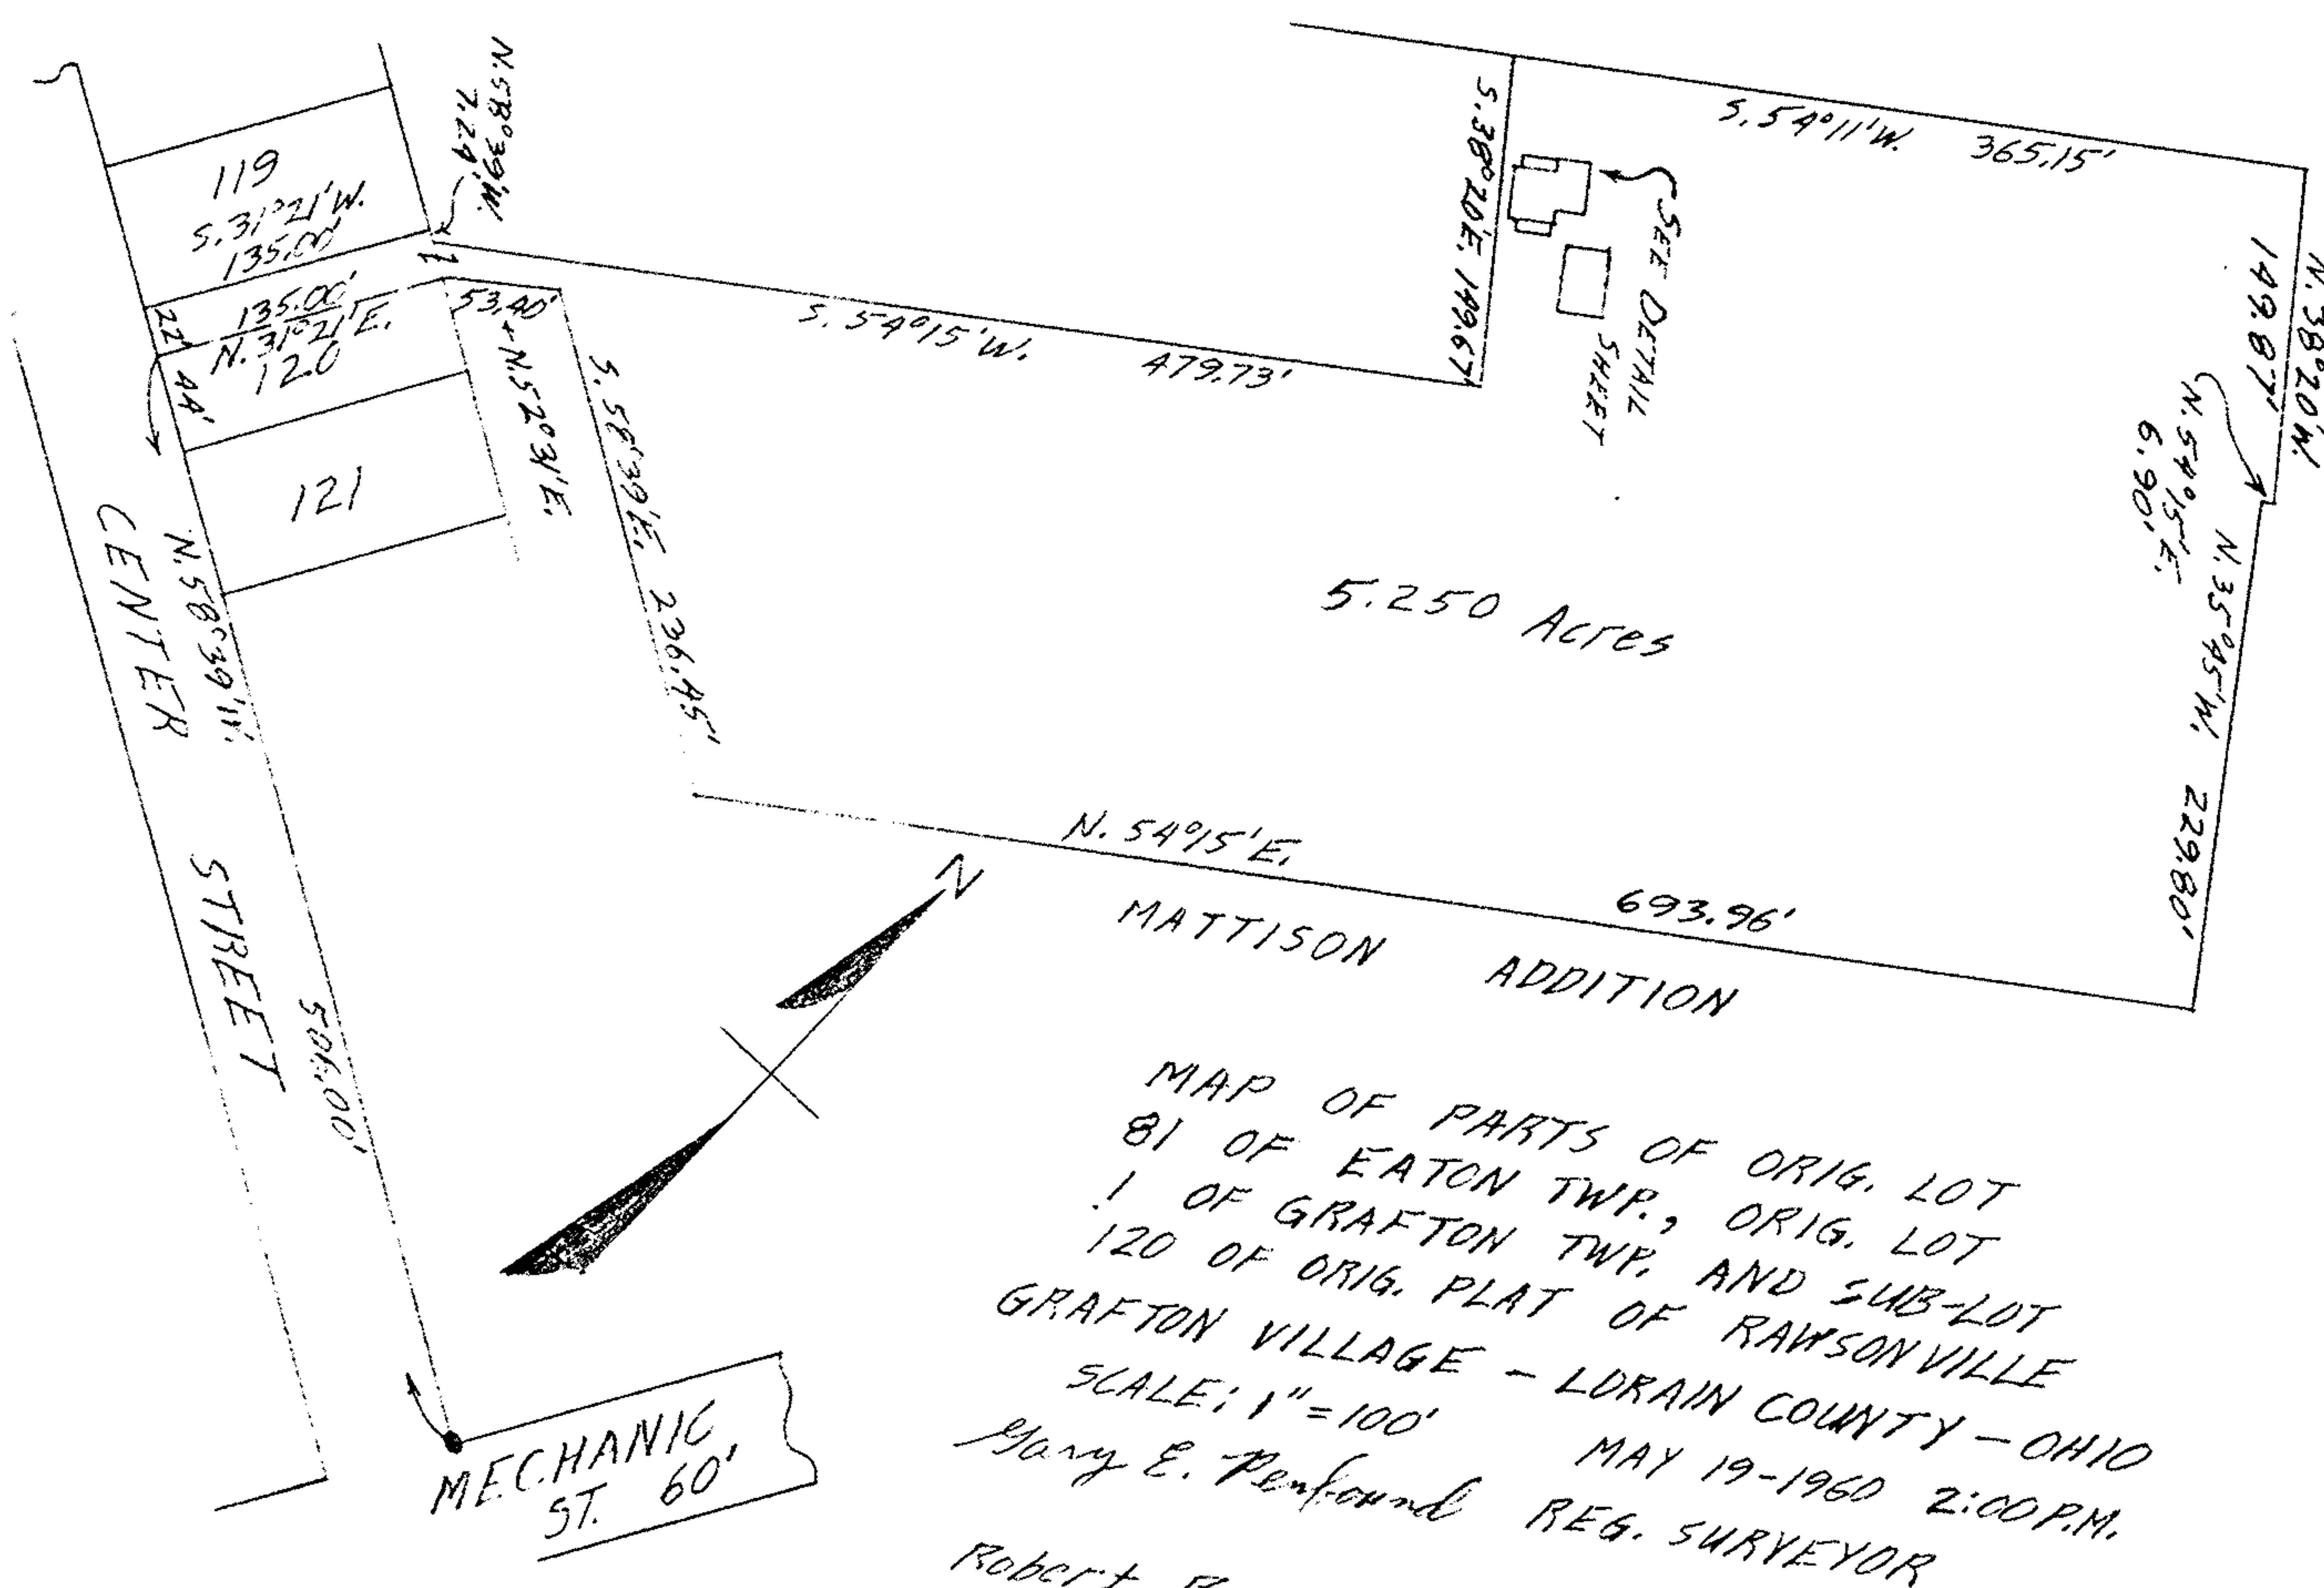 N. 58°39'W.
7.24'
119
S. 31°21'W.
135.00'
135.00'
N. 31°21'E.
120
22'
44'
121
53.40'
N. 52°31'E.
S. 58°39'E. 236.45'
S. 54°15'W. 479.73'
S. 38°20'E. 149.67'
SEE DETAIL
SHEET
S. 54°11'W. 365.15'
N. 38°20'W.
149.87'
N. 54°15'E.
6.90'
N. 35°45'W. 229.80'
5.250 Acres
N. 54°15'E. 693.96'
MATTISON ADDITION
N. 58°39'W. 506.00'
CENTER STREET
N
MECHANIC
ST. 60'
MAP OF PARTS OF ORIG. LOT
81 OF EATON TWP., ORIG. LOT
1 OF GRAFTON TWP. AND SUB-LOT
120 OF ORIG. PLAT OF RAWSONVILLE
GRAFTON VILLAGE - LORAIN COUNTY - OHIO
SCALE: 1" = 100' MAY 19-1960 2:00 P.M.
Gary E. Penfound REG. SURVEYOR
Robert